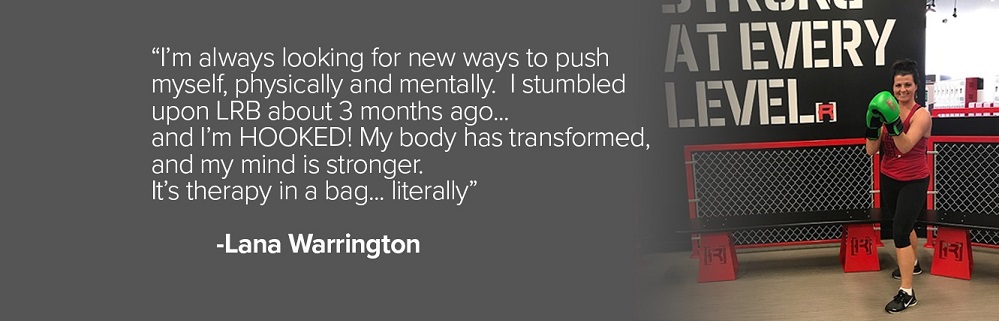 “I’m always looking for new ways to push
myself, physically and mentally.  I stumbled
upon LRB about 3 months ago...
and I’m HOOKED! My body has transformed,
and my mind is stronger.
It’s therapy in a bag... literally”
-Lana Warrington
STRONG
AT EVERY
LEVEL.
[R]
[R]
[R]
[R]